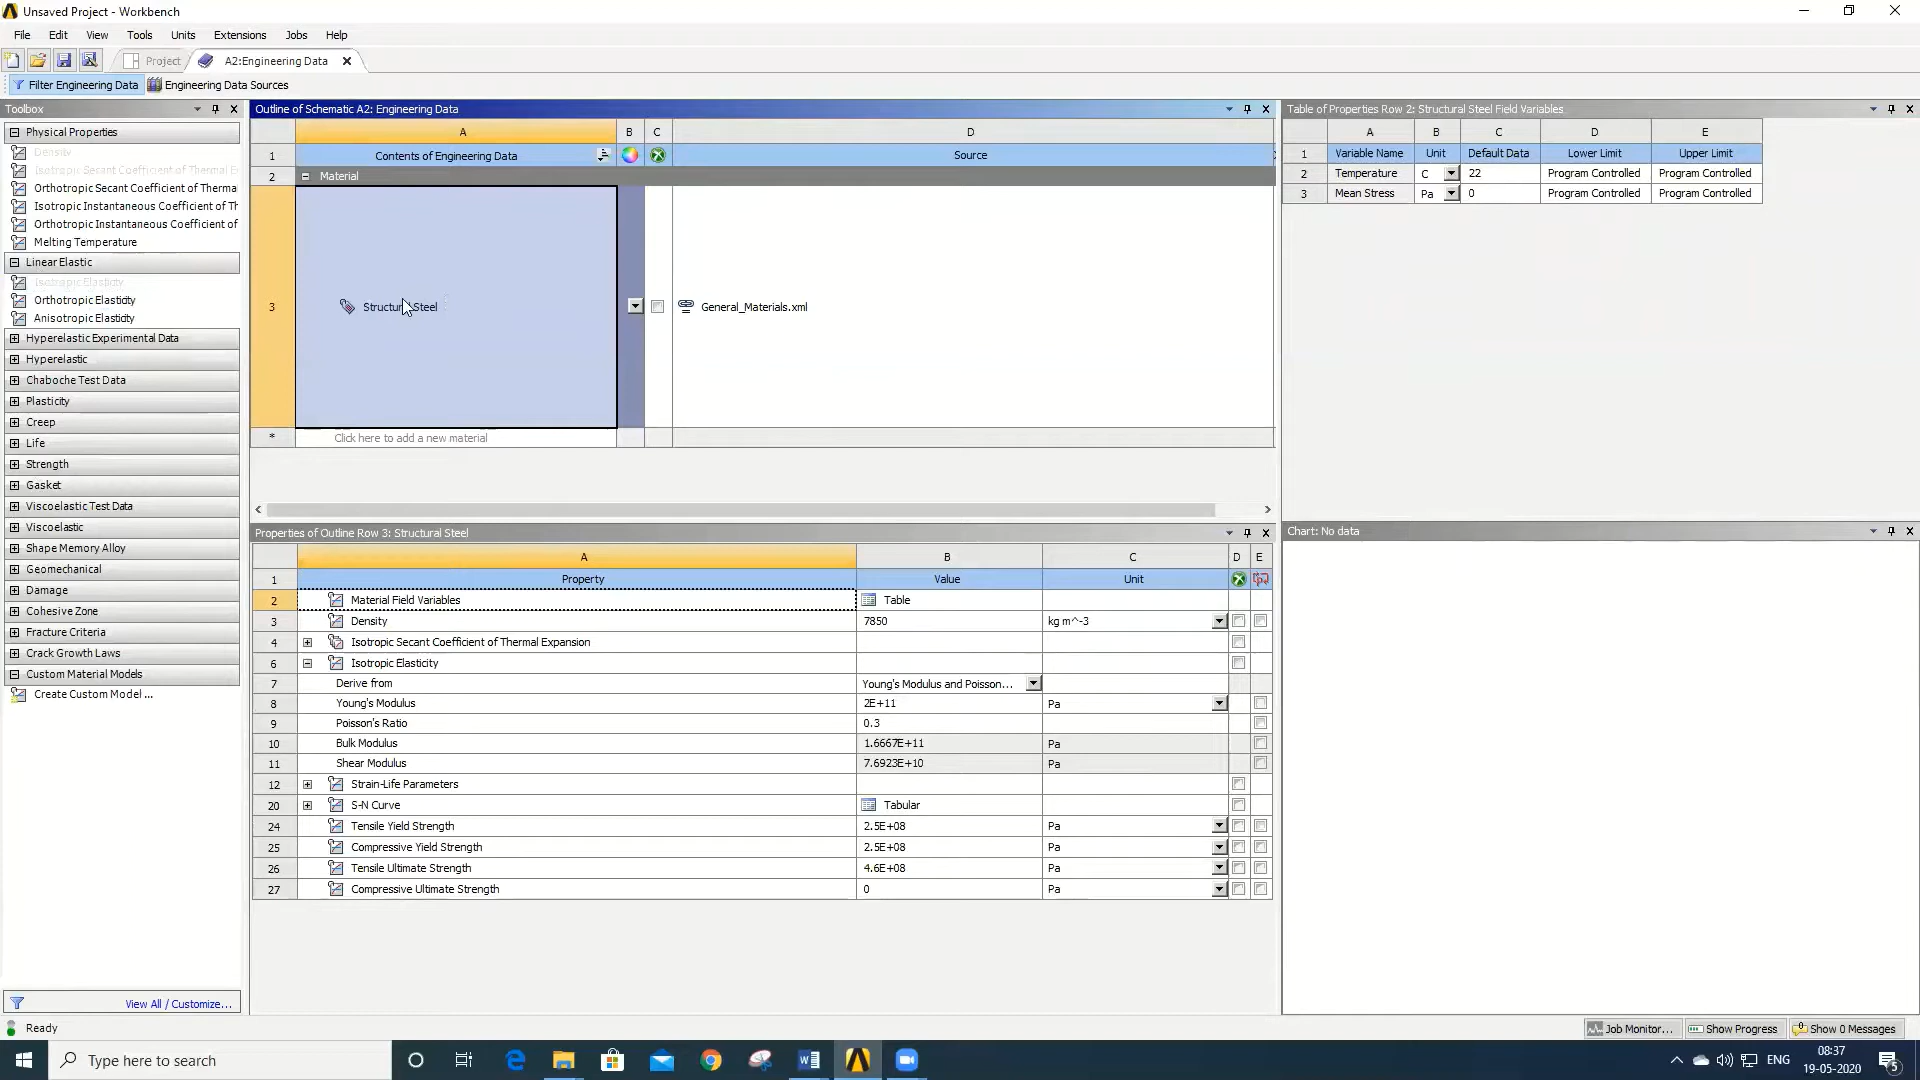 Unsaved Project - Workbench
File Edit View Tools Units Extensions Jobs Help
Project A2:Engineering Data
Filter Engineering Data Engineering Data Sources
Toolbox
Physical Properties
Density
Isotropic Secant Coefficient of Thermal E
Orthotropic Secant Coefficient of Thermal
Isotropic Instantaneous Coefficient of Th
Orthotropic Instantaneous Coefficient of
Melting Temperature
Linear Elastic
Isotropic Elasticity
Orthotropic Elasticity
Anisotropic Elasticity
Hyperelastic Experimental Data
Hyperelastic
Chaboche Test Data
Plasticity
Creep
Life
Strength
Gasket
Viscoelastic Test Data
Viscoelastic
Shape Memory Alloy
Geomechanical
Damage
Cohesive Zone
Fracture Criteria
Crack Growth Laws
Custom Material Models
Create Custom Model ...
View All / Customize...
Outline of Schematic A2: Engineering Data
A B C D
1 Contents of Engineering Data Source
2 Material
3 Structural Steel General_Materials.xml
* Click here to add a new material
Properties of Outline Row 3: Structural Steel
A B C D E
1 Property Value Unit
2 Material Field Variables Table
3 Density 7850 kg m^-3
4 Isotropic Secant Coefficient of Thermal Expansion
6 Isotropic Elasticity
7 Derive from Young's Modulus and Poisson...
8 Young's Modulus 2E+11 Pa
9 Poisson's Ratio 0.3
10 Bulk Modulus 1.6667E+11 Pa
11 Shear Modulus 7.6923E+10 Pa
12 Strain-Life Parameters
20 S-N Curve Tabular
24 Tensile Yield Strength 2.5E+08 Pa
25 Compressive Yield Strength 2.5E+08 Pa
26 Tensile Ultimate Strength 4.6E+08 Pa
27 Compressive Ultimate Strength 0 Pa
Table of Properties Row 2: Structural Steel Field Variables
A B C D E
1 Variable Name Unit Default Data Lower Limit Upper Limit
2 Temperature C 22 Program Controlled Program Controlled
3 Mean Stress Pa 0 Program Controlled Program Controlled
Chart: No data
Ready
Job Monitor... Show Progress Show 0 Messages
Type here to search
ENG
08:37
19-05-2020
5